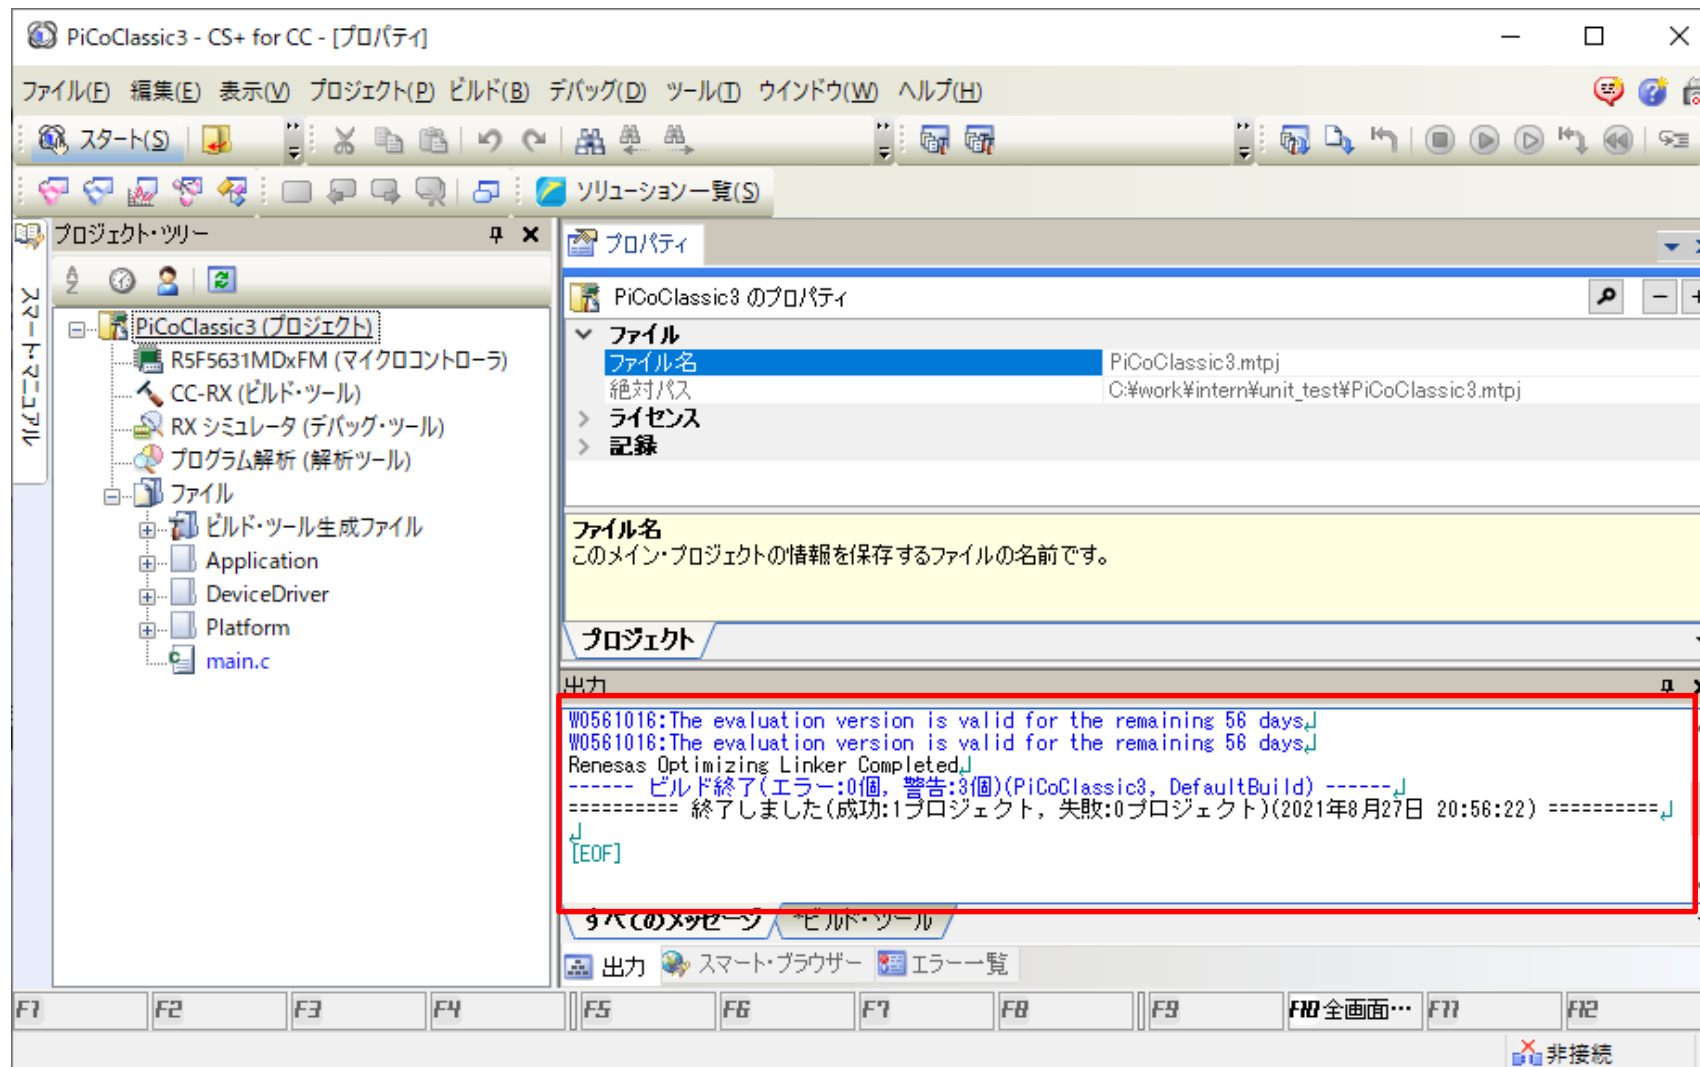 PiCoClassic3 - CS+ for CC - [プロパティ]
ファイル(F) 編集(E) 表示(V) プロジェクト(P) ビルド(B) デバッグ(D) ツール(T) ウインドウ(W) ヘルプ(H)
スタート(S)
ソリューション一覧(S)
スマート・マニュアル
プロジェクト・ツリー
PiCoClassic3 (プロジェクト)
R5F5631MDxFM (マイクロコントローラ)
CC-RX (ビルド・ツール)
RX シミュレータ (デバッグ・ツール)
プログラム解析 (解析ツール)
ファイル
ビルド・ツール生成ファイル
Application
DeviceDriver
Platform
main.c
プロパティ
PiCoClassic3 のプロパティ
ファイル
ファイル名 PiCoClassic3.mtpj
絶対パス C:¥work¥intern¥unit_test¥PiCoClassic3.mtpj
ライセンス
記録
ファイル名
このメイン・プロジェクトの情報を保存するファイルの名前です。
プロジェクト
出力
W0561016:The evaluation version is valid for the remaining 56 days↲
W0561016:The evaluation version is valid for the remaining 56 days↲
Renesas Optimizing Linker Completed↲
------ ビルド終了(エラー:0個, 警告:3個)(PiCoClassic3, DefaultBuild) ------↲
========== 終了しました(成功:1プロジェクト, 失敗:0プロジェクト)(2021年8月27日 20:56:22) ==========↲
↲
[EOF]
すべてのメッセージ *ビルド・ツール
出力 スマート・ブラウザー エラー一覧
F1 F2 F3 F4 F5 F6 F7 F8 F9 F10 全画面… F11 F12
非接続